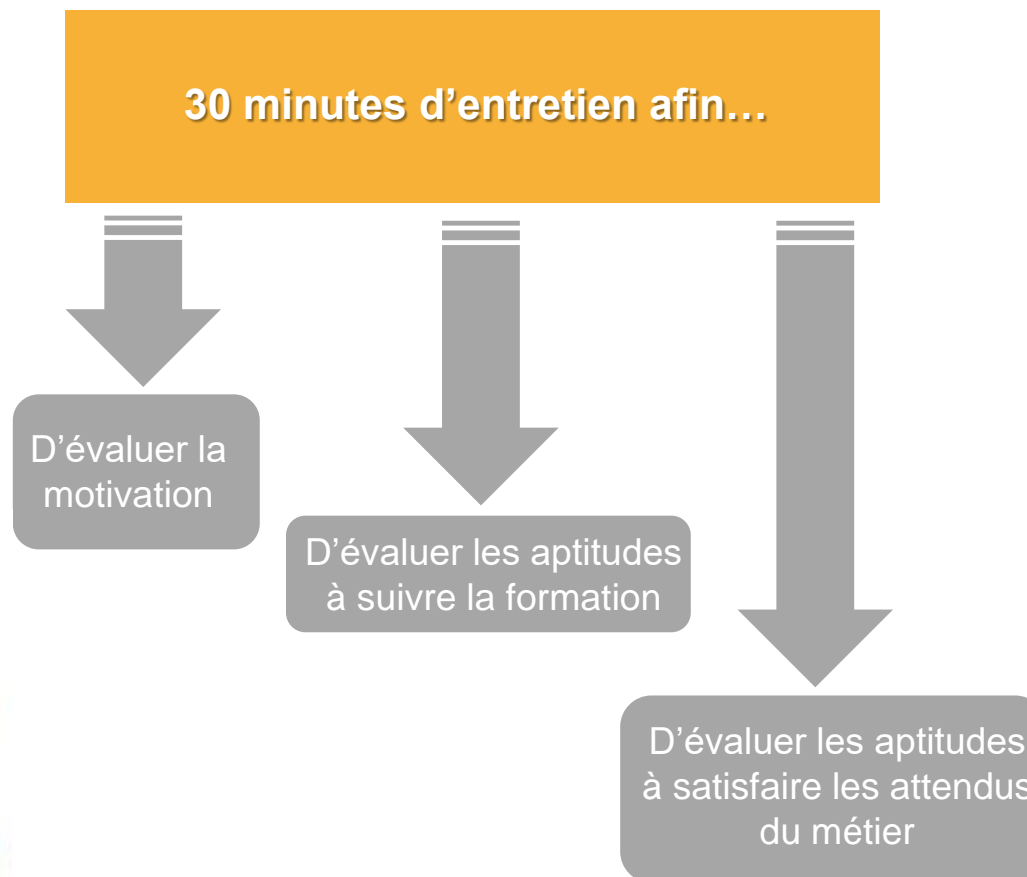 30 minutes d’entretien afin…
D’évaluer la
motivation
D’évaluer les aptitudes
à suivre la formation
D’évaluer les aptitudes
à satisfaire les attendus
du métier